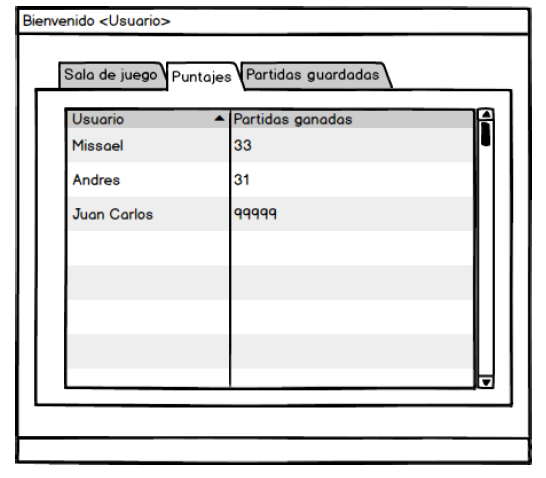 Bienvenido <Usuario>
Sala de juego Puntajes Partidas guardadas
Usuario Partidas ganadas
Missael 33
Andres 31
Juan Carlos 99999